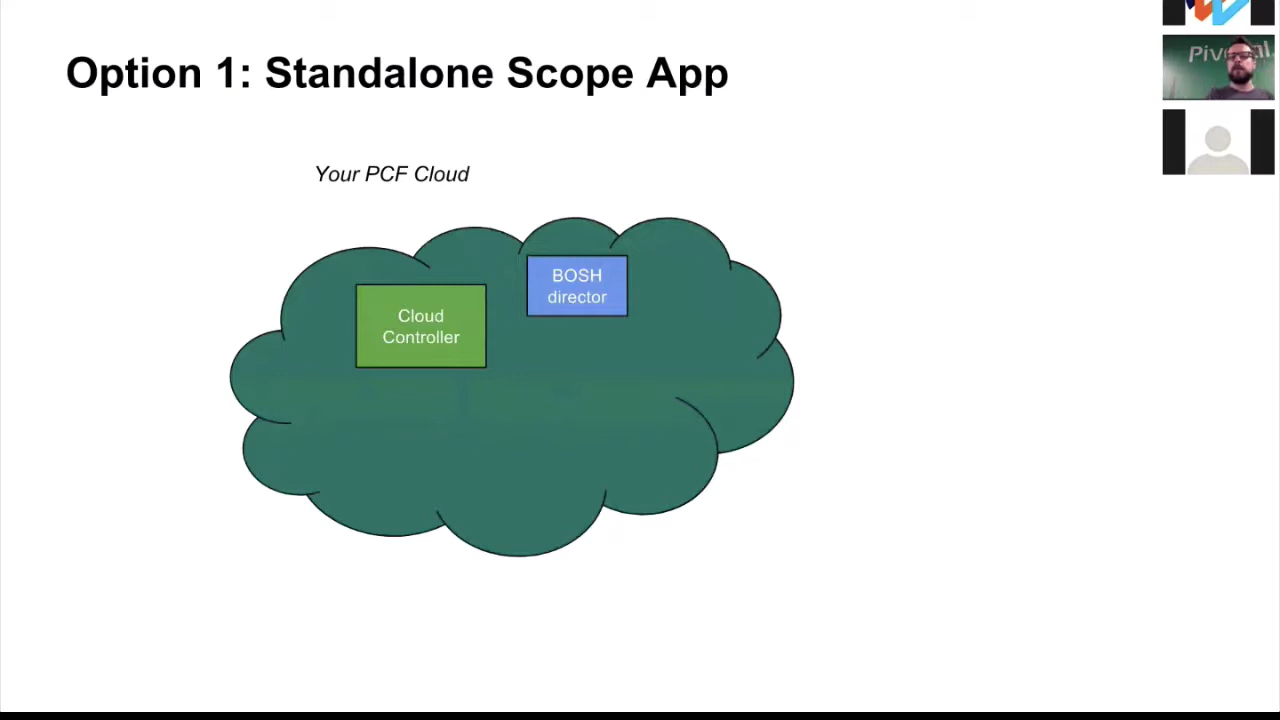 Option 1: Standalone Scope App
Your PCF Cloud
BOSH
director
Cloud
Controller